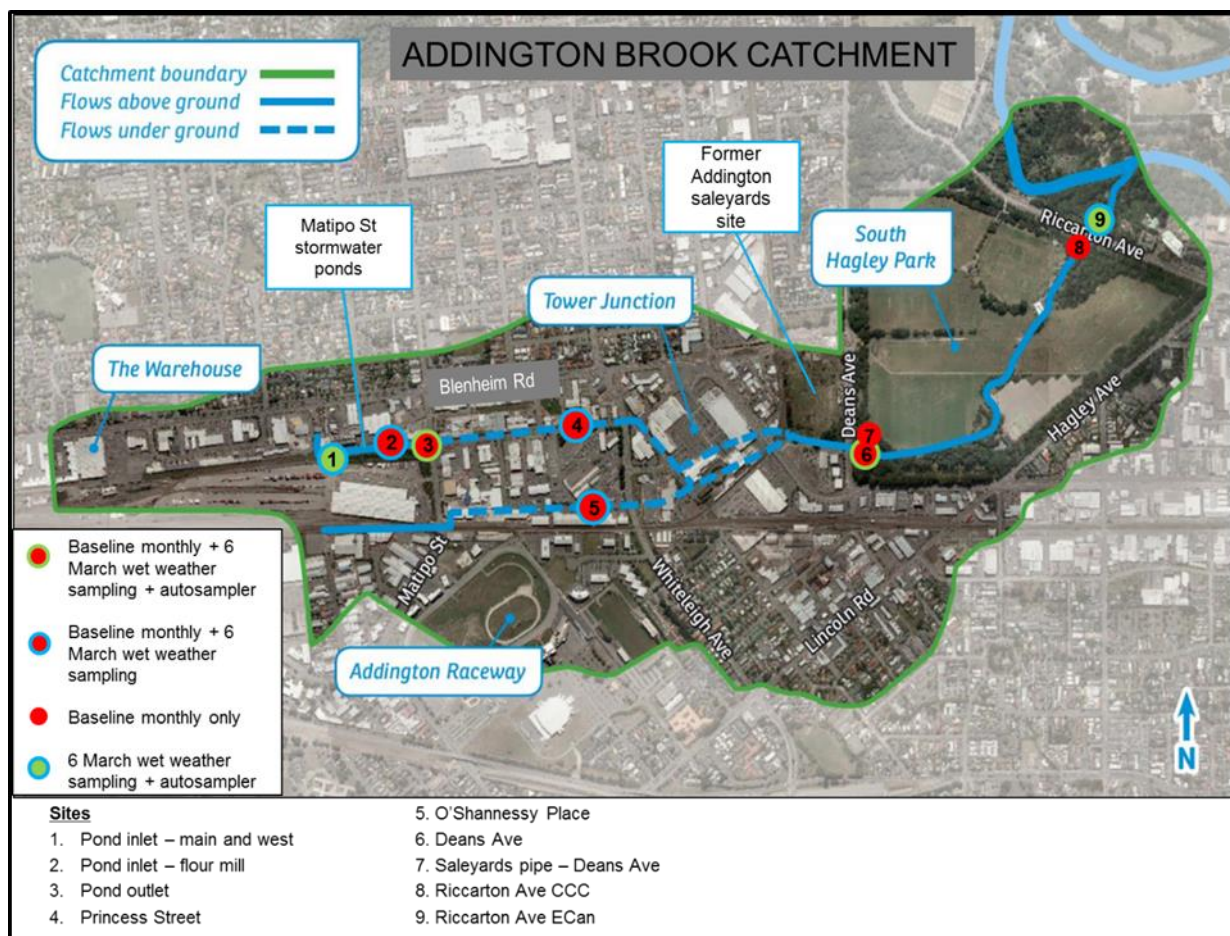 ADDINGTON BROOK CATCHMENT
Catchment boundary
Flows above ground
Flows under ground
Former
Addington
saleyards
site
Matipo St
stormwater
ponds
South
Hagley Park
Riccarton Ave
9
8
Tower Junction
The Warehouse
Blenheim Rd
Deans Ave
Hagley Ave
1
2
3
4
5
7
6
Matipo St
Whiteleigh Ave
Lincoln Rd
Addington Raceway
N
Baseline monthly + 6
March wet weather
sampling + autosampler
Baseline monthly + 6
March wet weather
sampling
Baseline monthly only
6 March wet weather
sampling + autosampler
Sites
1. Pond inlet – main and west
2. Pond inlet – flour mill
3. Pond outlet
4. Princess Street
5. O'Shannessy Place
6. Deans Ave
7. Saleyards pipe – Deans Ave
8. Riccarton Ave CCC
9. Riccarton Ave ECan